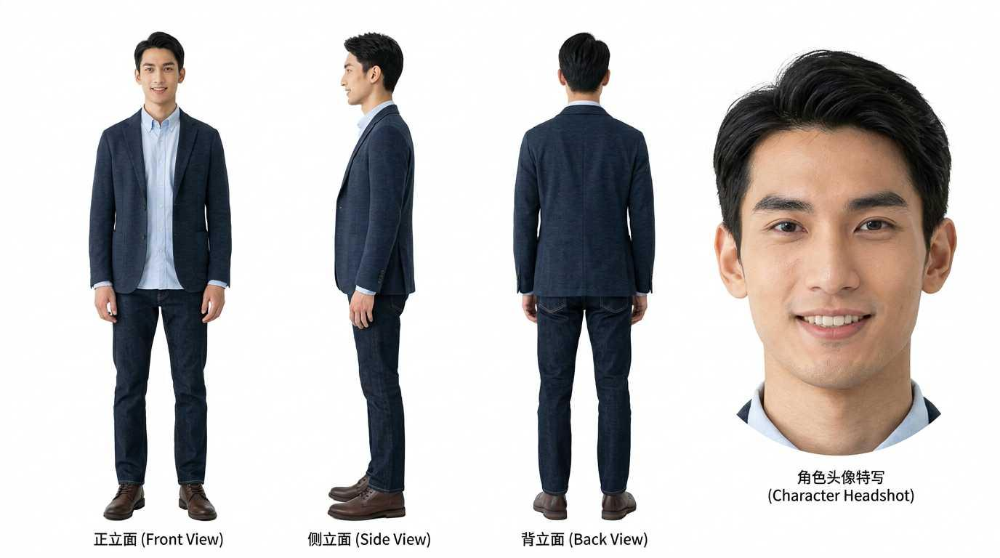 正立面 (Front View)
侧立面 (Side View)
背立面 (Back View)
角色头像特写
(Character Headshot)